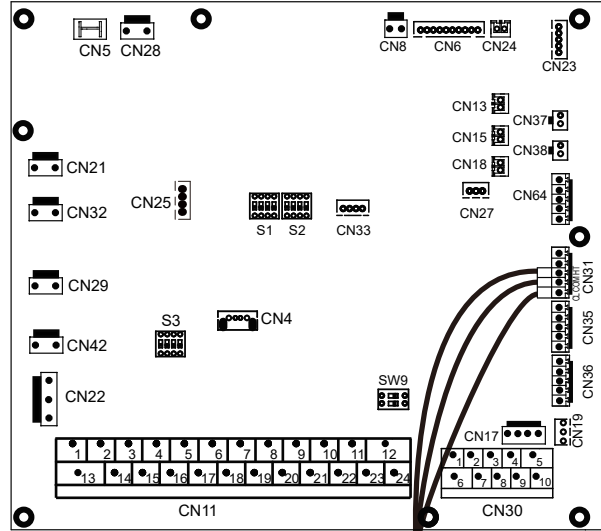 CN5
CN28
CN8
CN6
CN24
CN23
CN13
CN37
CN15
CN38
CN18
CN21
CN25
CN64
CN32
CN27
S1
S2
CN33
CN31
CL COM HT
CN29
S3
CN4
CN35
CN42
SW9
CN36
CN22
CN17
CN19
1 2 3 4 5 6 7 8 9 10 11 12
13 14 15 16 17 18 19 20 21 22 23 24
CN11
1 2 3 4 5
6 7 8 9 10
CN30